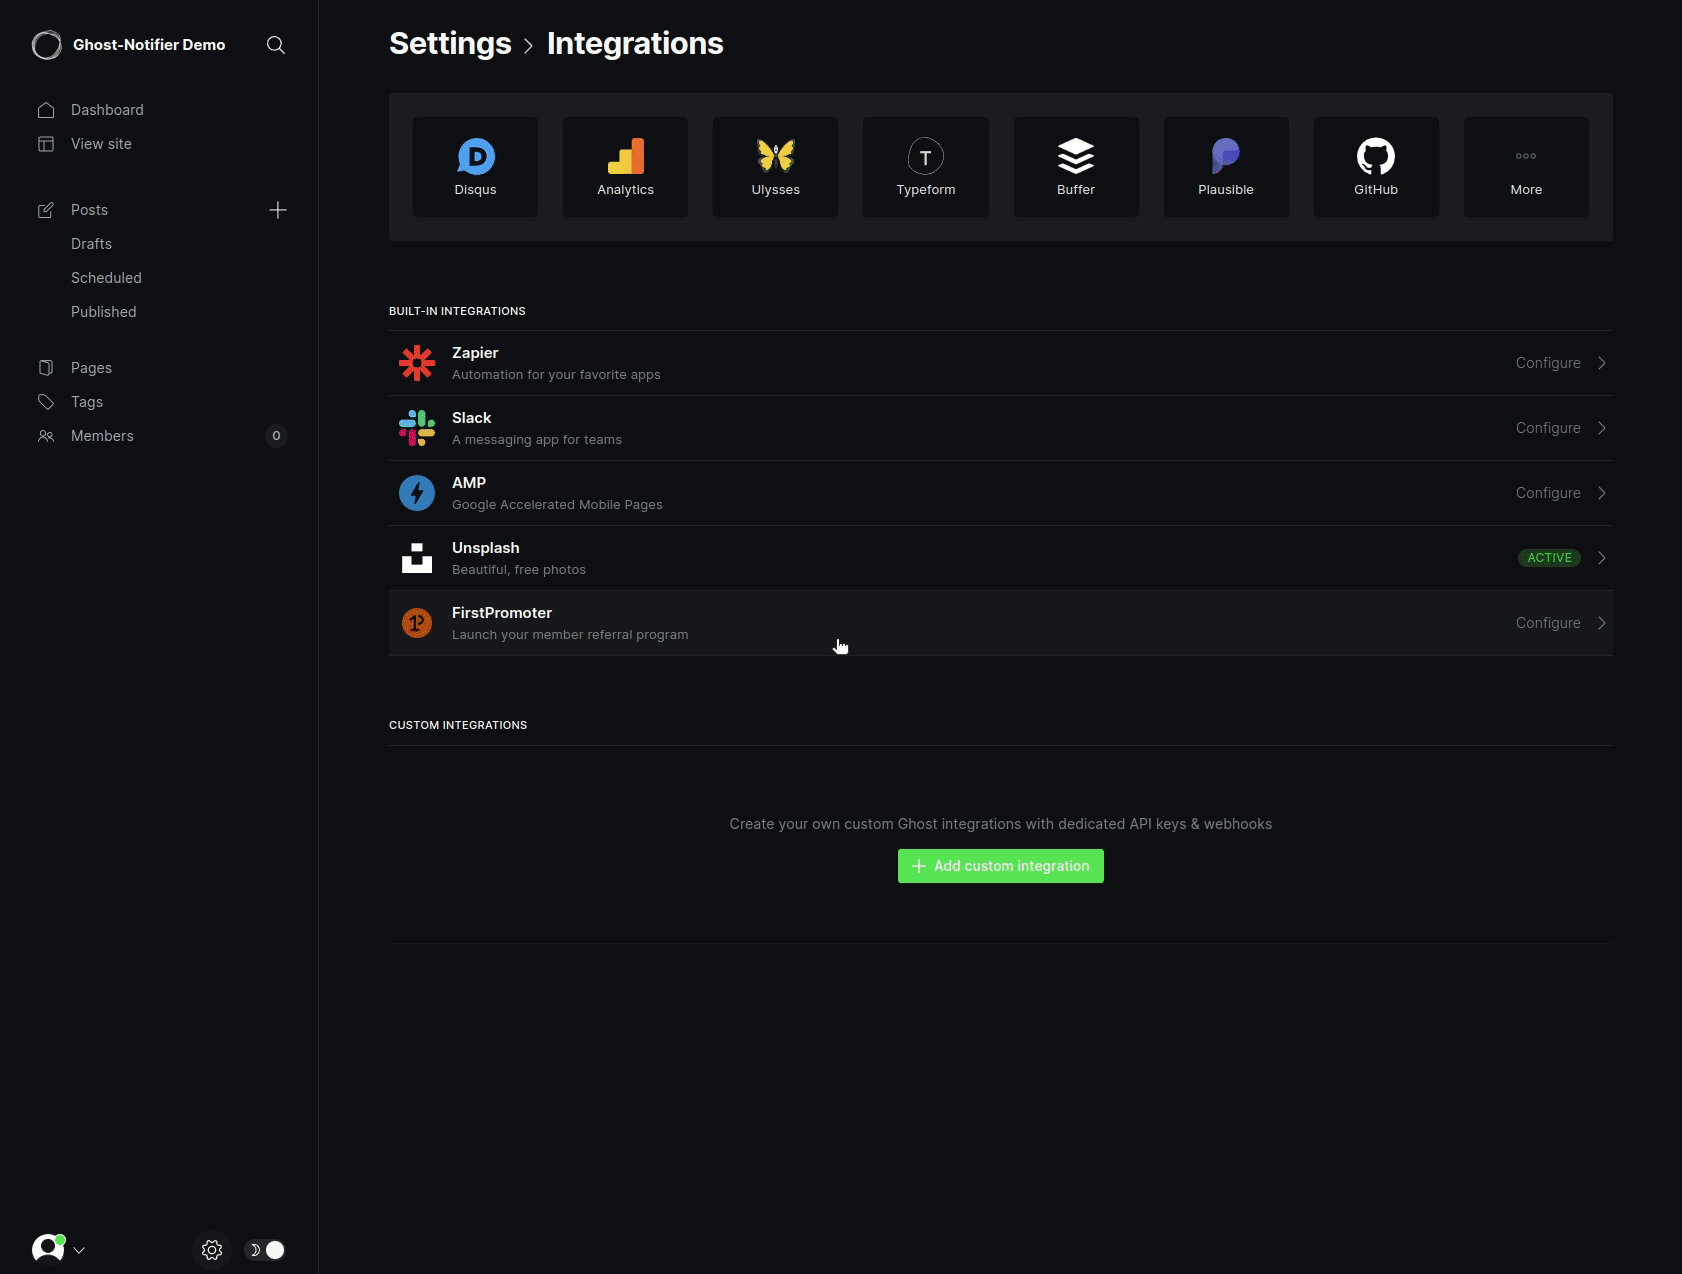 Ghost-Notifier Demo
Dashboard
View site
Posts
Drafts
Scheduled
Published
Pages
Tags
Members 0
Settings > Integrations
Disqus
Analytics
Ulysses
T
Typeform
Buffer
Plausible
GitHub
More
BUILT-IN INTEGRATIONS
Zapier
Automation for your favorite apps
Configure
Slack
A messaging app for teams
Configure
AMP
Google Accelerated Mobile Pages
Configure
Unsplash
Beautiful, free photos
ACTIVE
FirstPromoter
Launch your member referral program
Configure
CUSTOM INTEGRATIONS
Create your own custom Ghost integrations with dedicated API keys & webhooks
Add custom integration